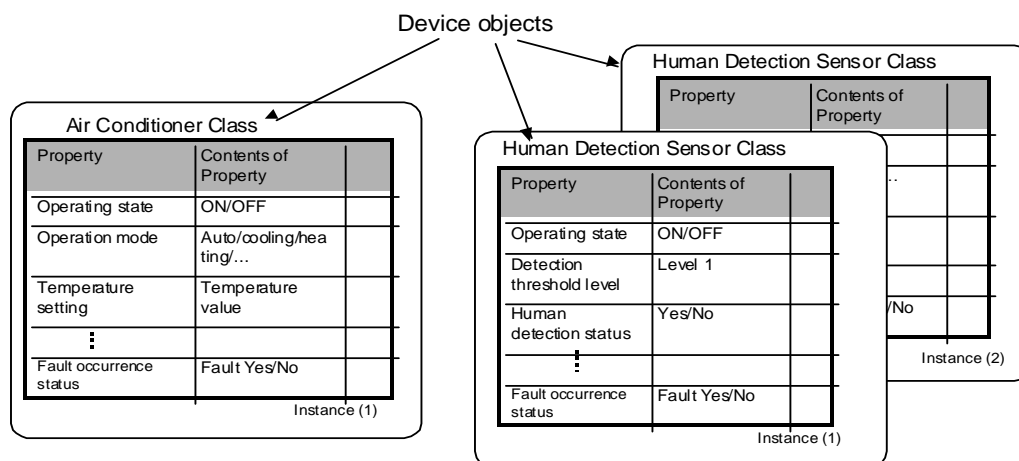 Device objects
Air Conditioner Class
Property
Contents of
Property
Operating state
ON/OFF
Operation mode
Auto/cooling/hea
ting/…
Temperature
setting
Temperature
value
Fault occurrence
status
Fault Yes/No
Instance (1)
Human Detection Sensor Class
Property
Contents of
Property
Operating state
ON/OFF
Detection
threshold level
Level 1
Human
detection status
Yes/No
Fault occurrence
status
Fault Yes/No
Instance (1)
Human Detection Sensor Class
Property
Contents of
Property
..
/No
Instance (2)